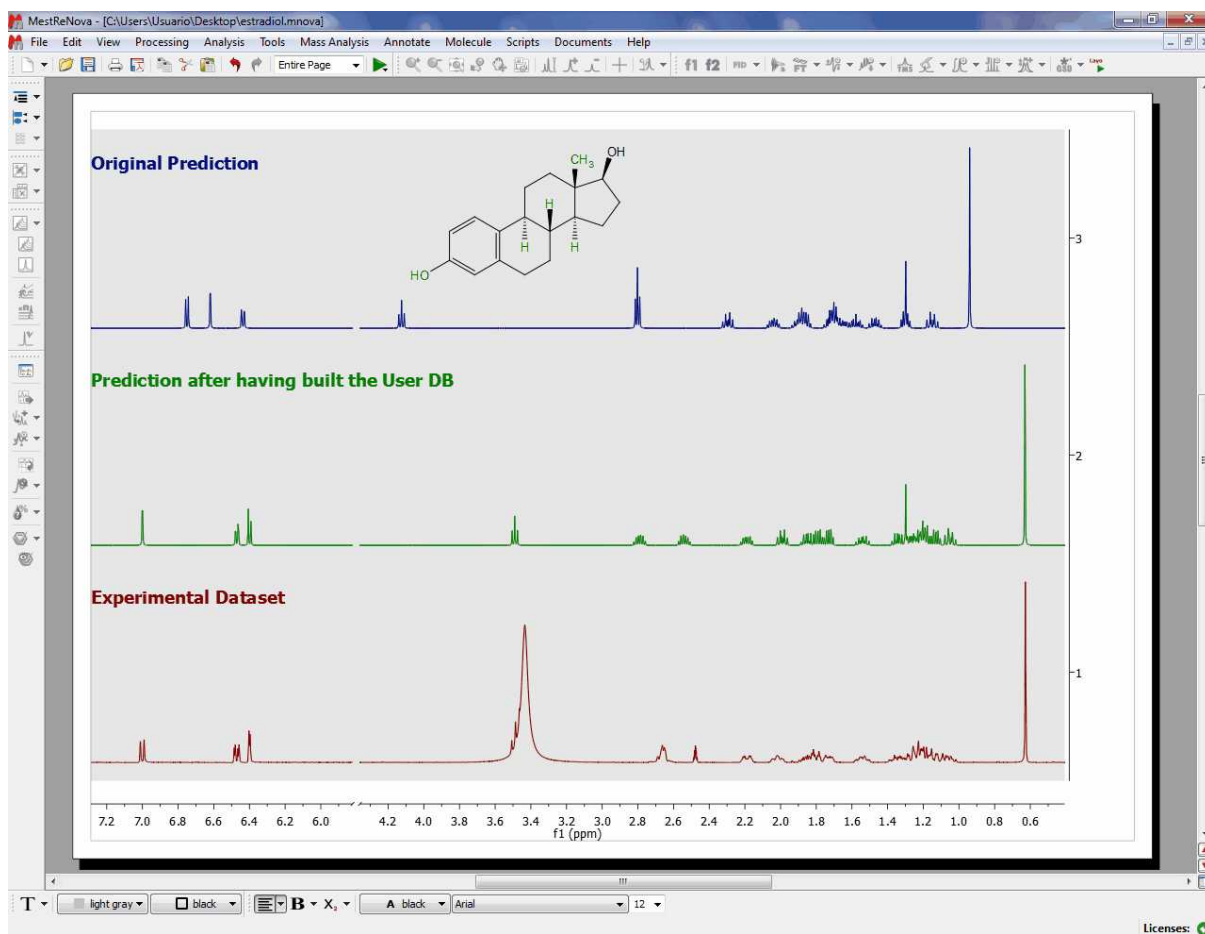 MestReNova - [C:\Users\Usuario\Desktop\estradiol.mnova]
File Edit View Processing Analysis Tools Mass Analysis Annotate Molecule Scripts Documents Help
Entire Page f1 f2 FID
Original Prediction
CH3
OH
H
H
H
HO
3
Prediction after having built the User DB
2
Experimental Dataset
1
7.2 7.0 6.8 6.6 6.4 6.2 6.0 4.2 4.0 3.8 3.6 3.4 3.2 3.0 2.8 2.6 2.4 2.2 2.0 1.8 1.6 1.4 1.2 1.0 0.8 0.6
f1 (ppm)
T light gray black B X2 A black Arial 12
Licenses: